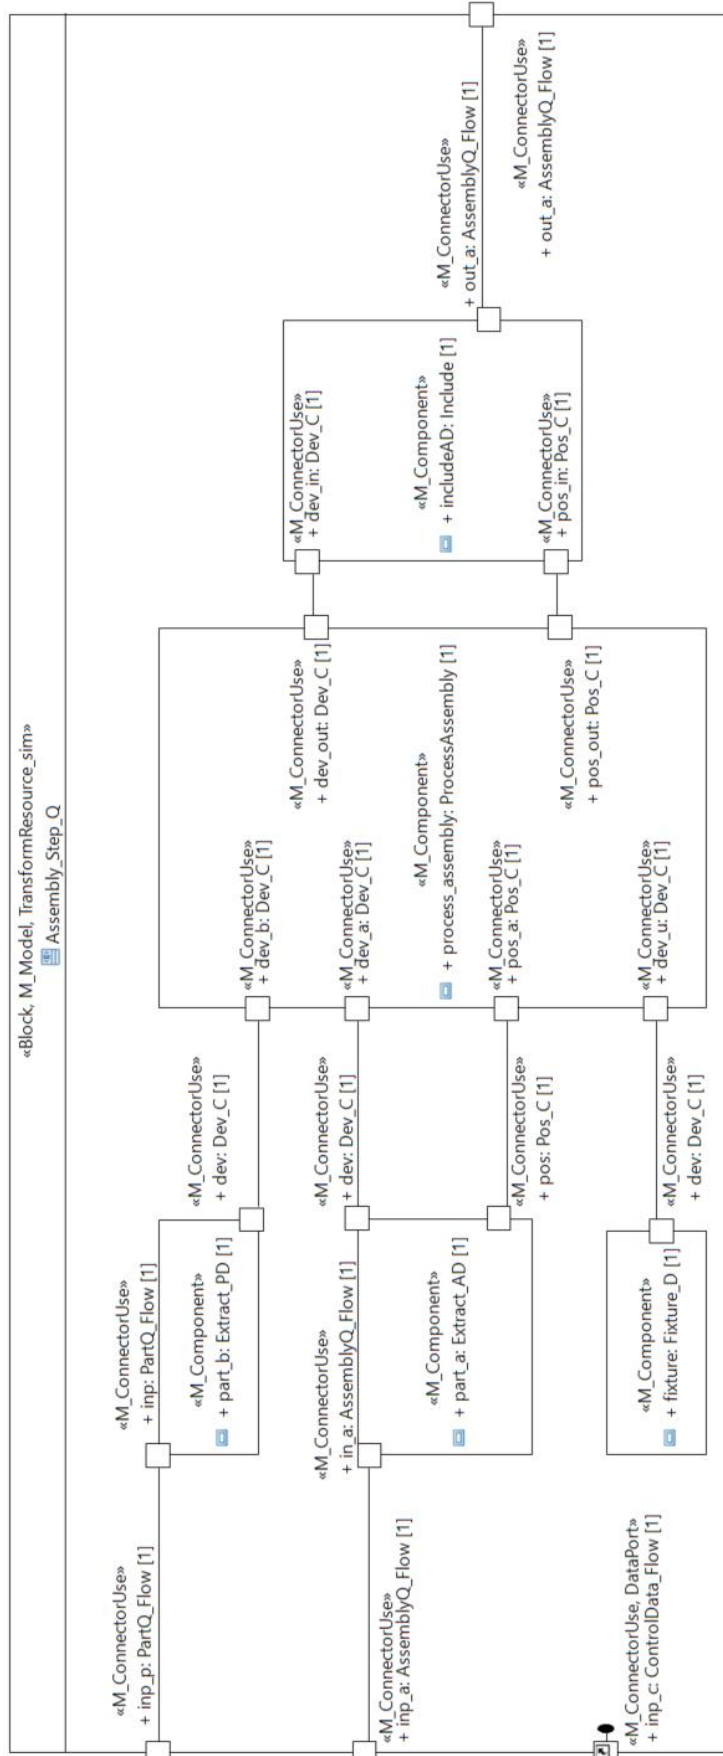 «Block, M_Model, TransformResource_sim»
Assembly_Step_Q
«M_ConnectorUse»
+ inp_p: PartQ_Flow [1]
«M_ConnectorUse»
+ inp: PartQ_Flow [1]
«M_Component»
+ part_b: Extract_PD [1]
«M_ConnectorUse»
+ dev: Dev_C [1]
«M_ConnectorUse»
+ dev_b: Dev_C [1]
«M_ConnectorUse»
+ inp_a: AssemblyQ_Flow [1]
«M_ConnectorUse»
+ in_a: AssemblyQ_Flow [1]
«M_Component»
+ part_a: Extract_AD [1]
«M_ConnectorUse»
+ dev: Dev_C [1]
«M_ConnectorUse»
+ dev_a: Dev_C [1]
«M_ConnectorUse»
+ pos: Pos_C [1]
«M_ConnectorUse»
+ pos_a: Pos_C [1]
«M_ConnectorUse, DataPort»
+ inp_c: ControlData_Flow [1]
«M_Component»
+ fixture: Fixture_D [1]
«M_ConnectorUse»
+ dev: Dev_C [1]
«M_ConnectorUse»
+ dev_u: Dev_C [1]
«M_Component»
+ process_assembly: ProcessAssembly [1]
«M_ConnectorUse»
+ dev_out: Dev_C [1]
«M_ConnectorUse»
+ pos_out: Pos_C [1]
«M_ConnectorUse»
+ dev_in: Dev_C [1]
«M_Component»
+ includeAD: Include [1]
«M_ConnectorUse»
+ pos_in: Pos_C [1]
«M_ConnectorUse»
+ out_a: AssemblyQ_Flow [1]
«M_ConnectorUse»
+ out_a: AssemblyQ_Flow [1]